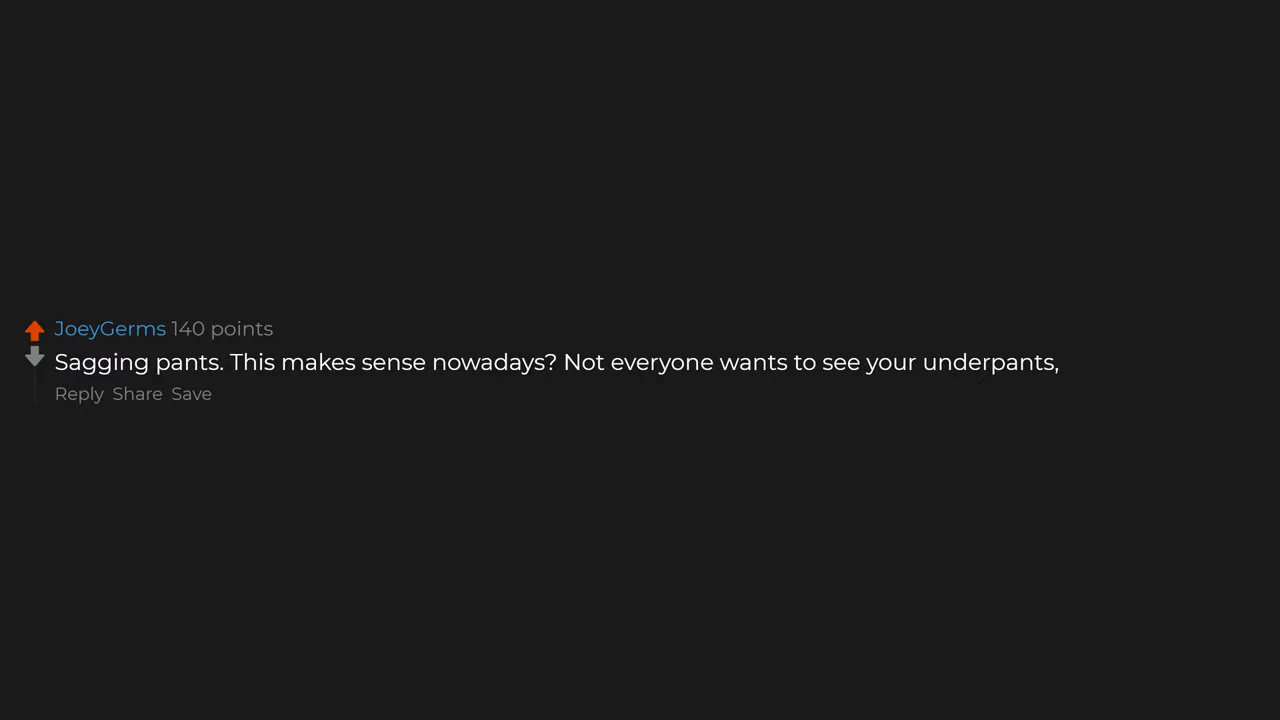 JoeyGerms 140 points
Sagging pants. This makes sense nowadays? Not everyone wants to see your underpants,
Reply Share Save